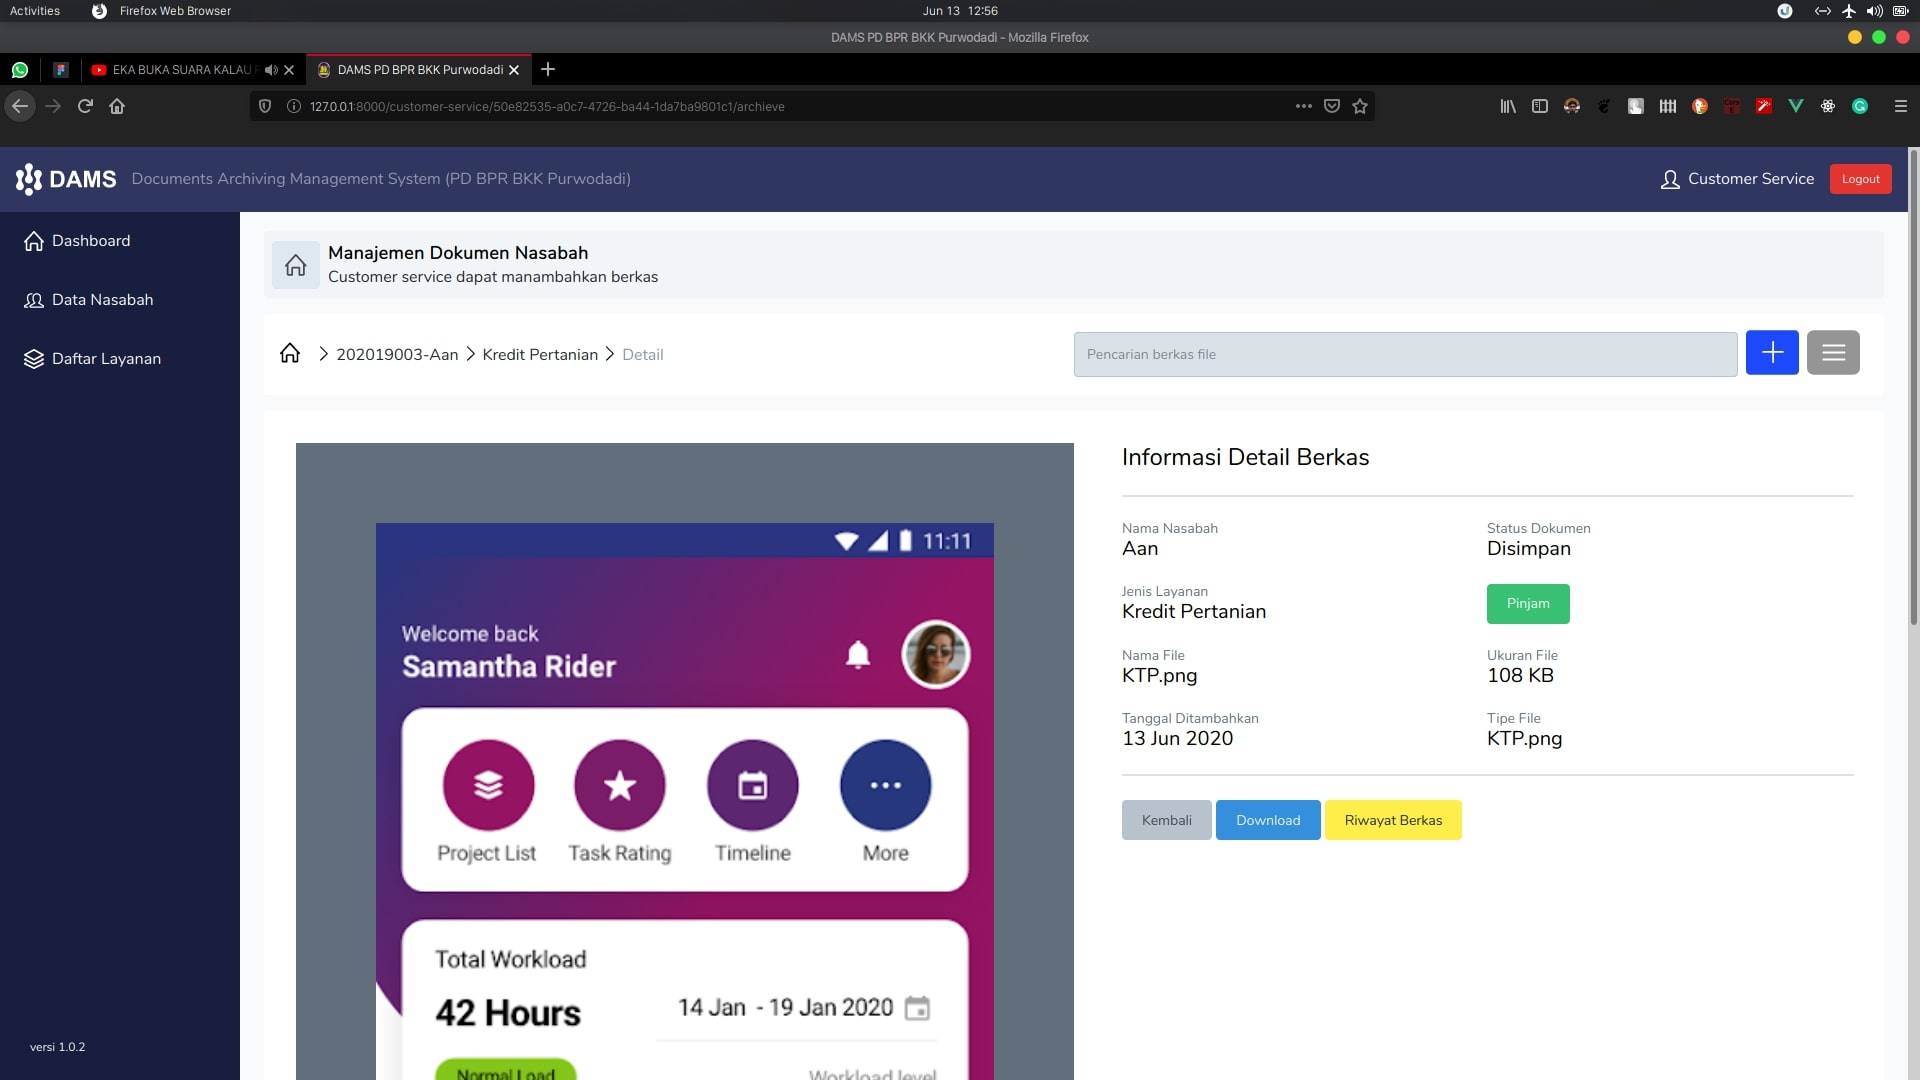 Activities
Firefox Web Browser
Jun 13 12:56
DAMS PD BPR BKK Purwodadi - Mozilla Firefox
EKA BUKA SUARA KALAU
DAMS PD BPR BKK Purwodadi
127.0.0.1:8000/customer-service/50e82535-a0c7-4726-ba44-1da7ba9801c1/archieve
DAMS
Documents Archiving Management System (PD BPR BKK Purwodadi)
Customer Service
Logout
Dashboard
Data Nasabah
Daftar Layanan
versi 1.0.2
Manajemen Dokumen Nasabah
Customer service dapat manambahkan berkas
202019003-Aan > Kredit Pertanian > Detail
Pencarian berkas file
11:11
Welcome back
Samantha Rider
Project List
Task Rating
Timeline
More
Total Workload
42 Hours
14 Jan - 19 Jan 2020
Normal Load
Workload level
Informasi Detail Berkas
Nama Nasabah
Aan
Status Dokumen
Disimpan
Jenis Layanan
Kredit Pertanian
Pinjam
Nama File
KTP.png
Ukuran File
108 KB
Tanggal Ditambahkan
13 Jun 2020
Tipe File
KTP.png
Kembali
Download
Riwayat Berkas